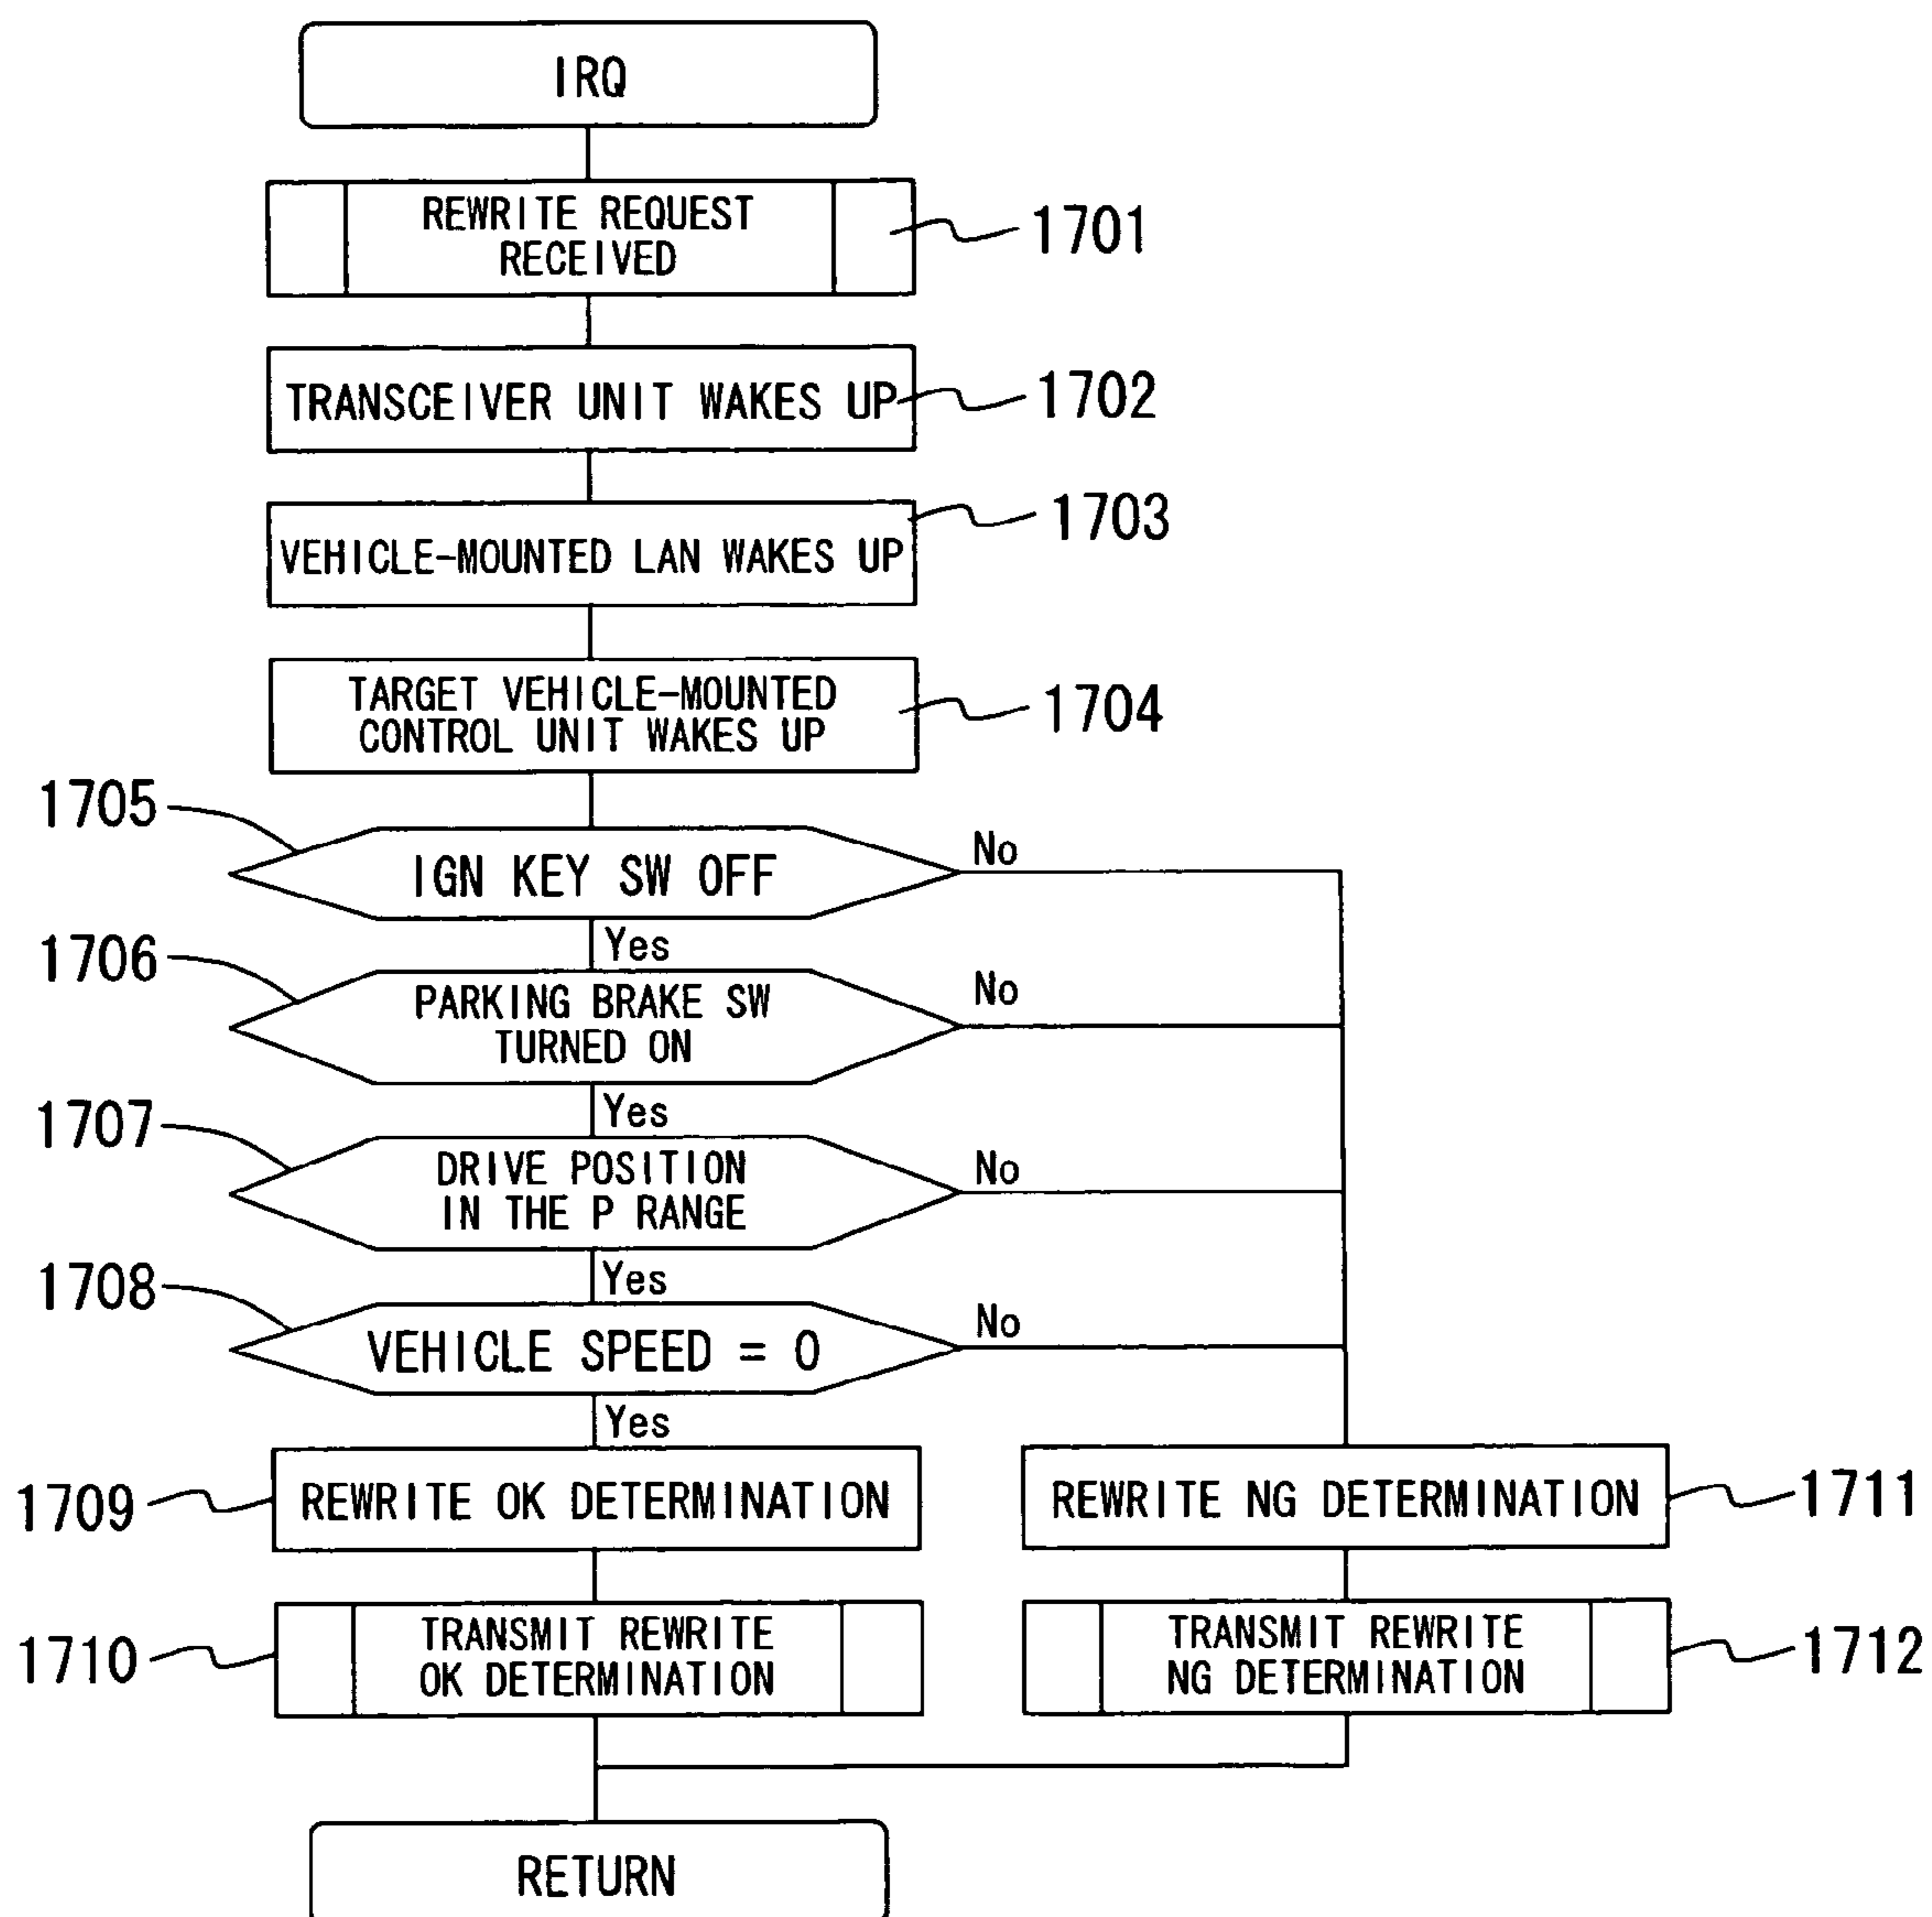 IRQ
REWRITE REQUEST
RECEIVED
1701
TRANSCEIVER UNIT WAKES UP
1702
VEHICLE-MOUNTED LAN WAKES UP
1703
TARGET VEHICLE-MOUNTED
CONTROL UNIT WAKES UP
1704
1705
IGN KEY SW OFF
No
Yes
1706
PARKING BRAKE SW
TURNED ON
No
Yes
1707
DRIVE POSITION
IN THE P RANGE
No
Yes
1708
VEHICLE SPEED = 0
No
Yes
1709
REWRITE OK DETERMINATION
REWRITE NG DETERMINATION
1711
1710
TRANSMIT REWRITE
OK DETERMINATION
TRANSMIT REWRITE
NG DETERMINATION
1712
RETURN